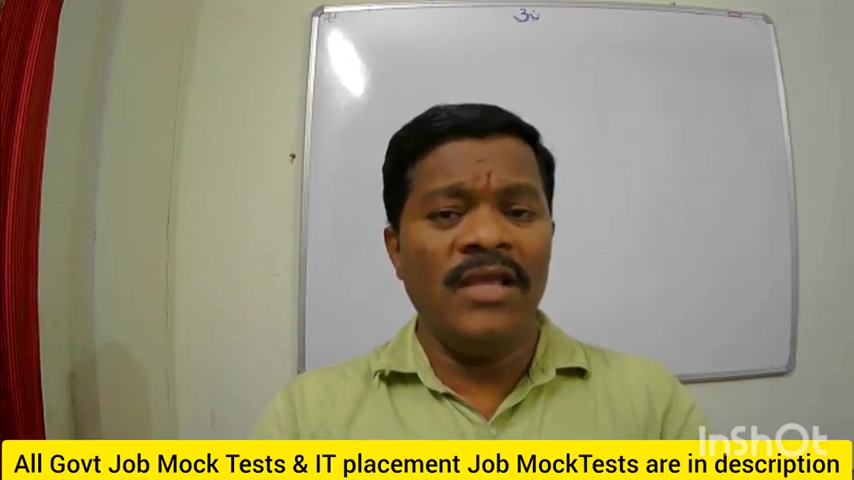 ॐ
InShOt
All Govt Job Mock Tests & IT placement Job MockTests are in description